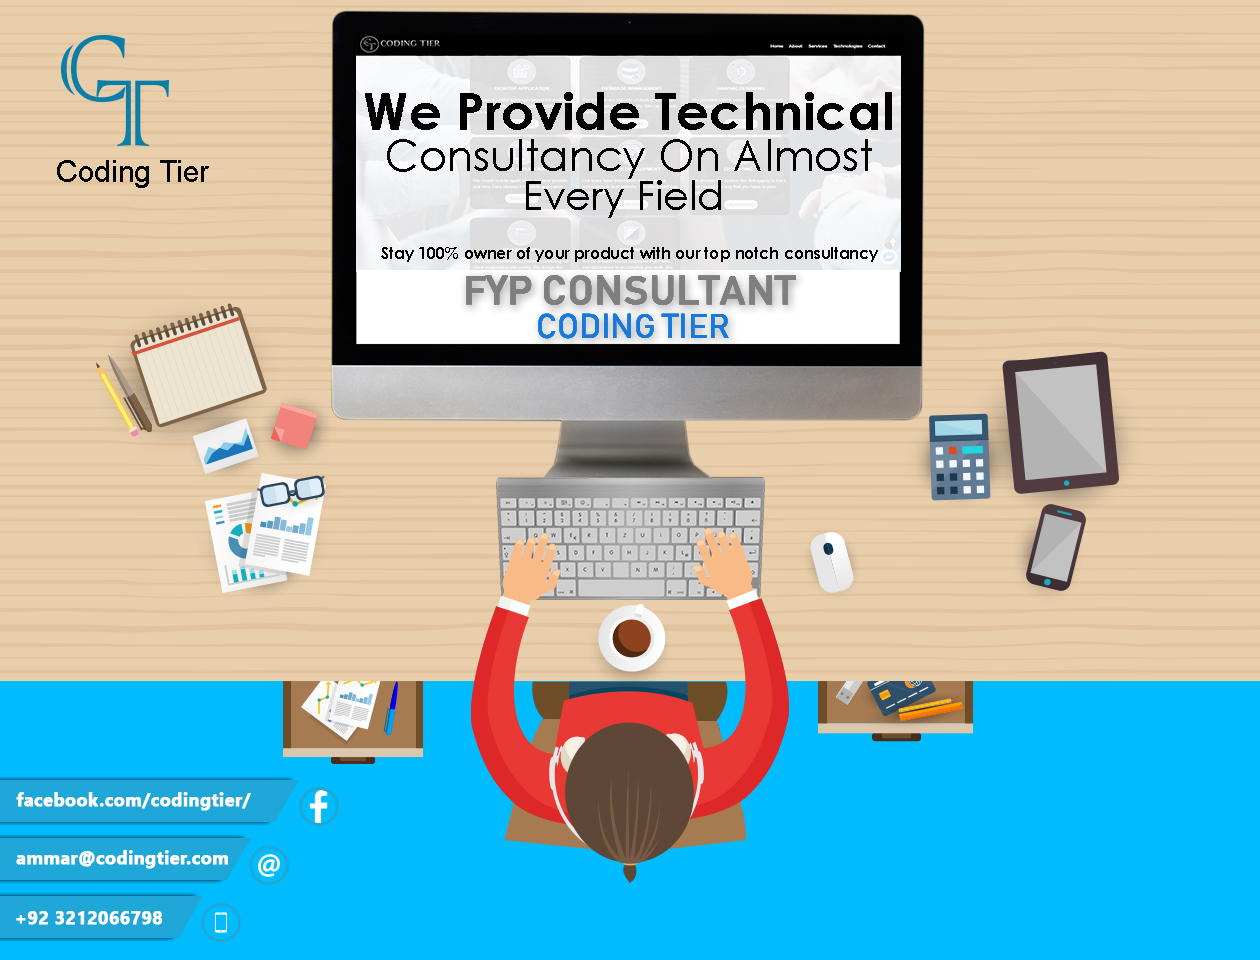 GT
Coding Tier
CODING TIER
Home About Services Technologies Contact
We Provide Technical
Consultancy On Almost
Every Field
Stay 100% owner of your product with our top notch consultancy
FYP CONSULTANT
CODING TIER
facebook.com/codingtier/
ammar@codingtier.com
+92 3212066798